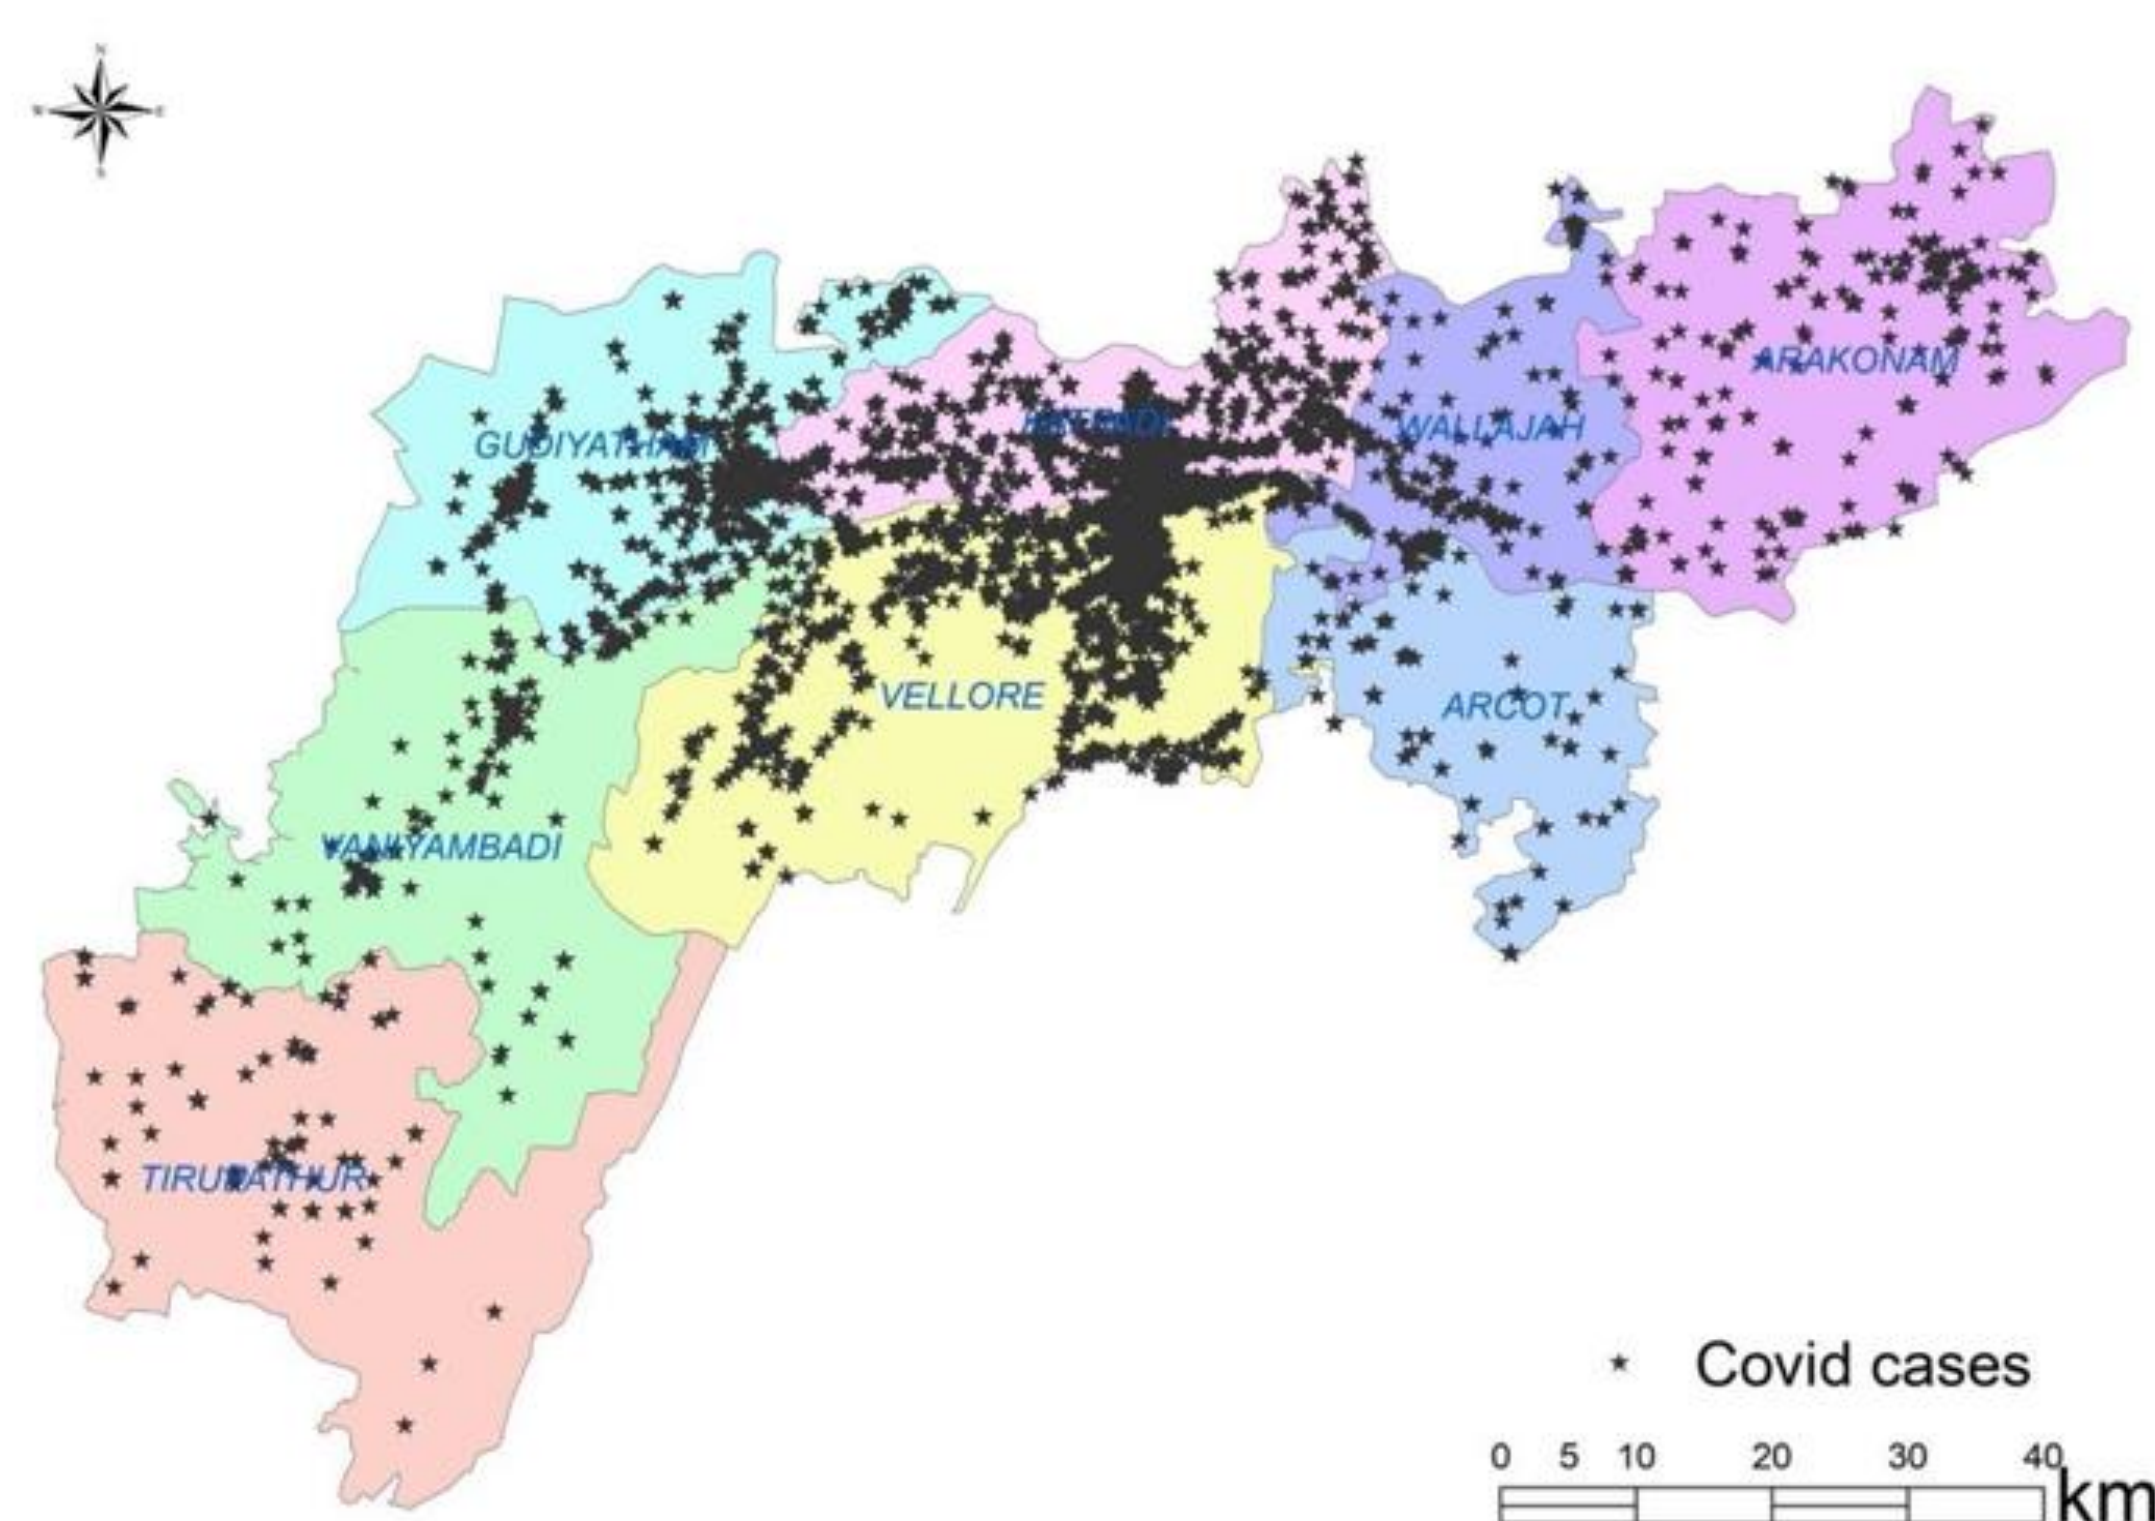 N
W E
S
GUDIYATHAM
WALLAJAH
ARAKONAM
VELLORE
ARCOT
VANIYAMBADI
TIRUPATHUR
Covid cases
0 5 10 20 30 40
km